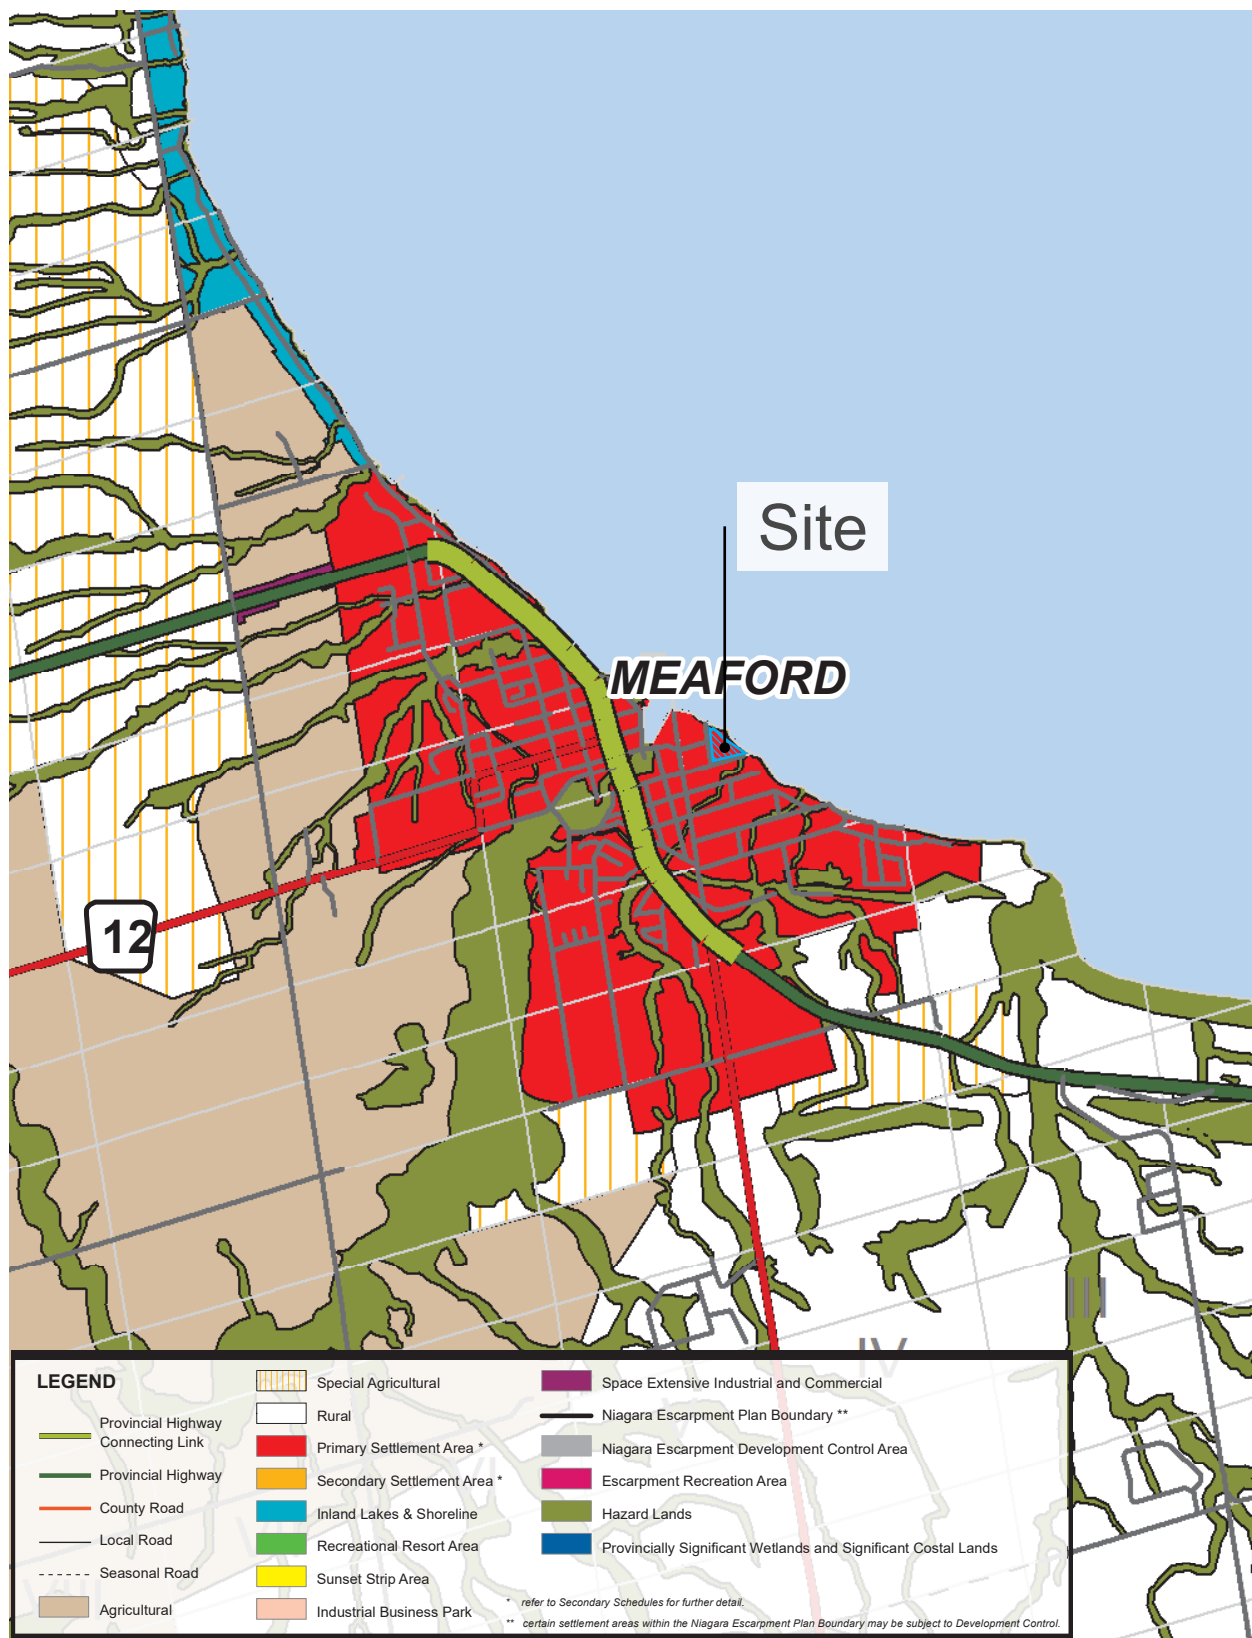 Site
MEAFORD
12
III
IV
LEGEND
Provincial Highway
Connecting Link
Provincial Highway
County Road
Local Road
Seasonal Road
Agricultural
Special Agricultural
Rural
Primary Settlement Area *
Secondary Settlement Area *
Inland Lakes & Shoreline
Recreational Resort Area
Sunset Strip Area
Industrial Business Park
Space Extensive Industrial and Commercial
Niagara Escarpment Plan Boundary **
Niagara Escarpment Development Control Area
Escarpment Recreation Area
Hazard Lands
Provincially Significant Wetlands and Significant Costal Lands
* refer to Secondary Schedules for further detail.
** certain settlement areas within the Niagara Escarpment Plan Boundary may be subject to Development Control.